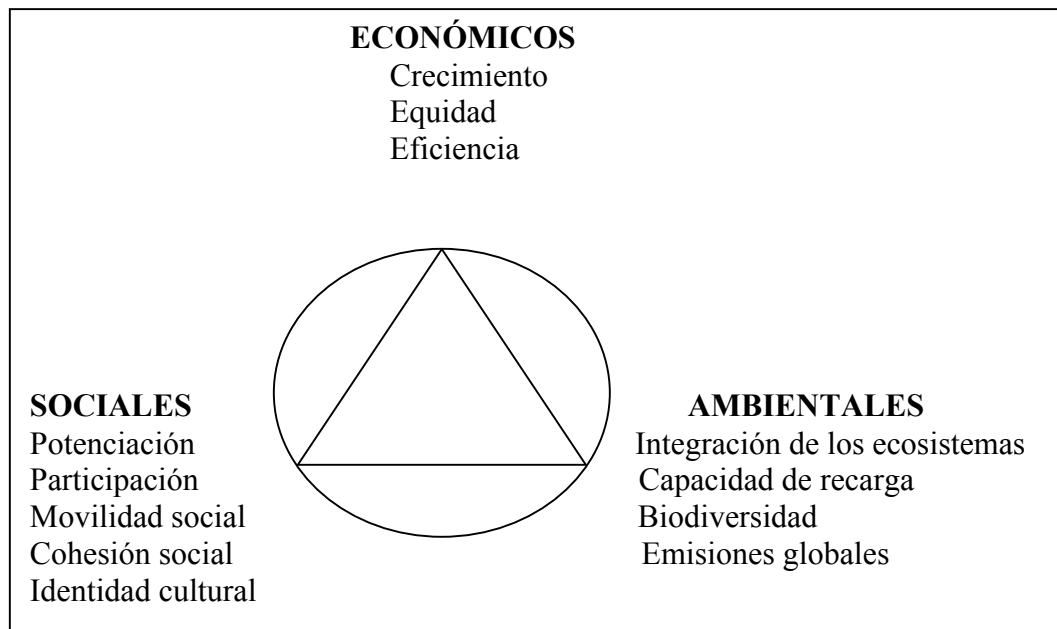 ECONÓMICOS
Crecimiento
Equidad
Eficiencia
SOCIALES
Potenciación
Participación
Movilidad social
Cohesión social
Identidad cultural
AMBIENTALES
Integración de los ecosistemas
Capacidad de recarga
Biodiversidad
Emisiones globales